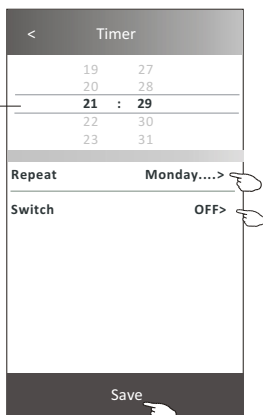 < Timer
19 27
20 28
21 : 29
22 30
23 31
Repeat Monday....>
Switch OFF>
Save